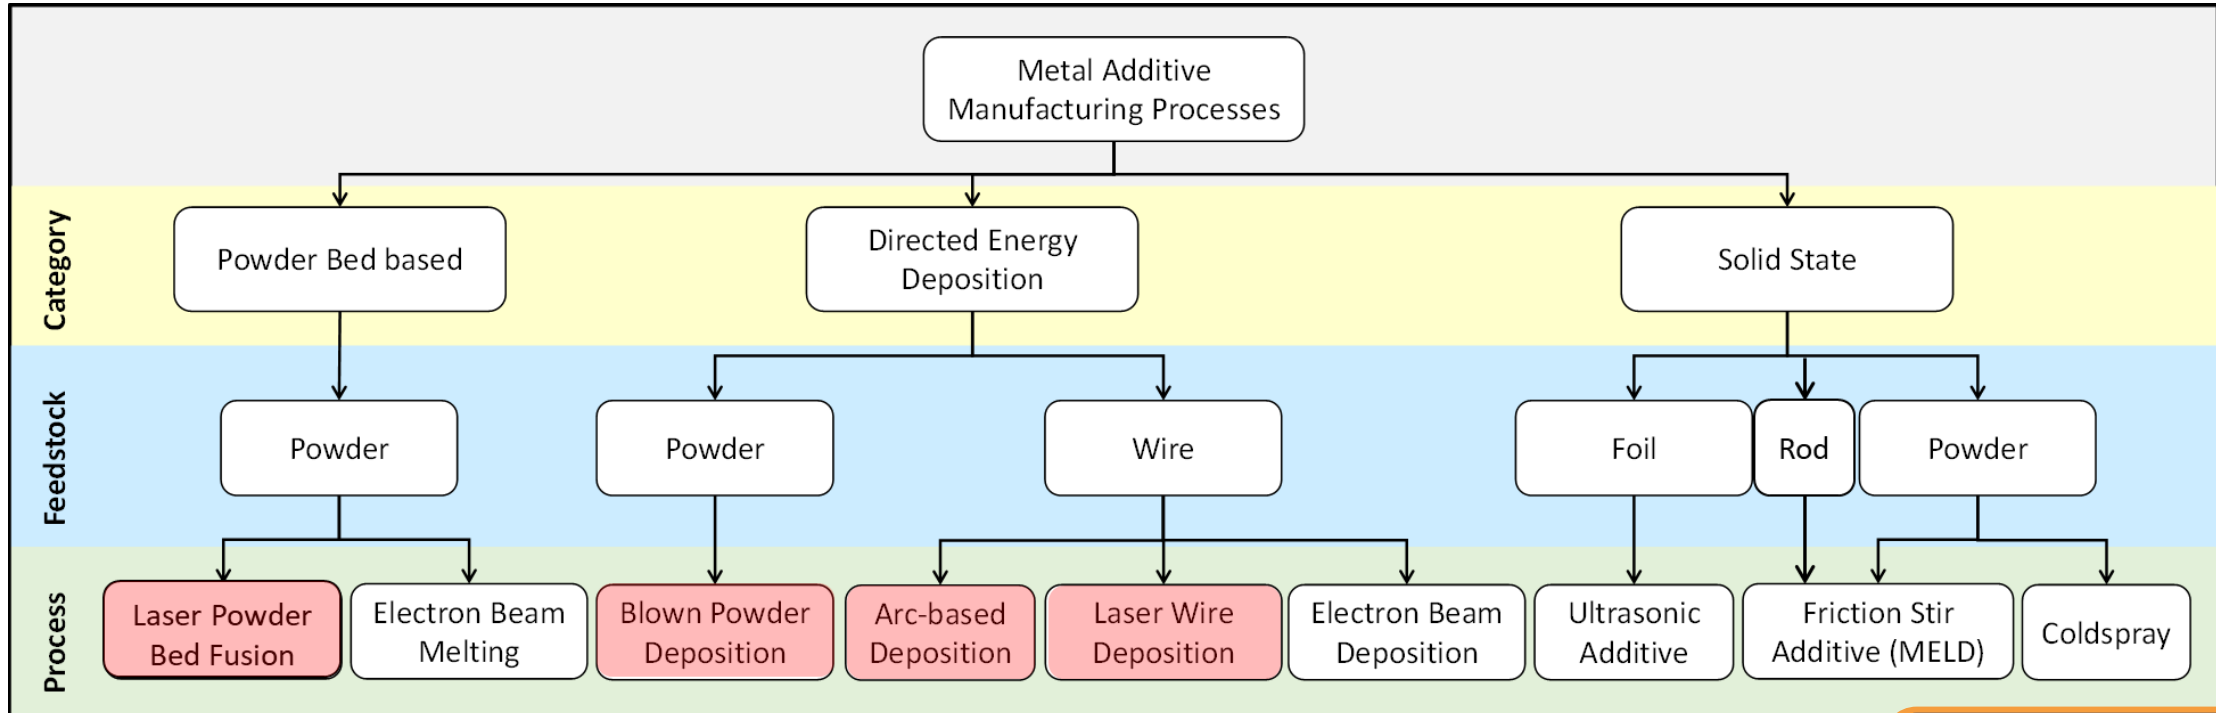 Metal Additive
Manufacturing Processes
Category
Powder Bed based
Directed Energy
Deposition
Solid State
Feedstock
Powder
Powder
Wire
Foil
Rod
Powder
Process
Laser Powder
Bed Fusion
Electron Beam
Melting
Blown Powder
Deposition
Arc-based
Deposition
Laser Wire
Deposition
Electron Beam
Deposition
Ultrasonic
Additive
Friction Stir
Additive (MELD)
Coldspray